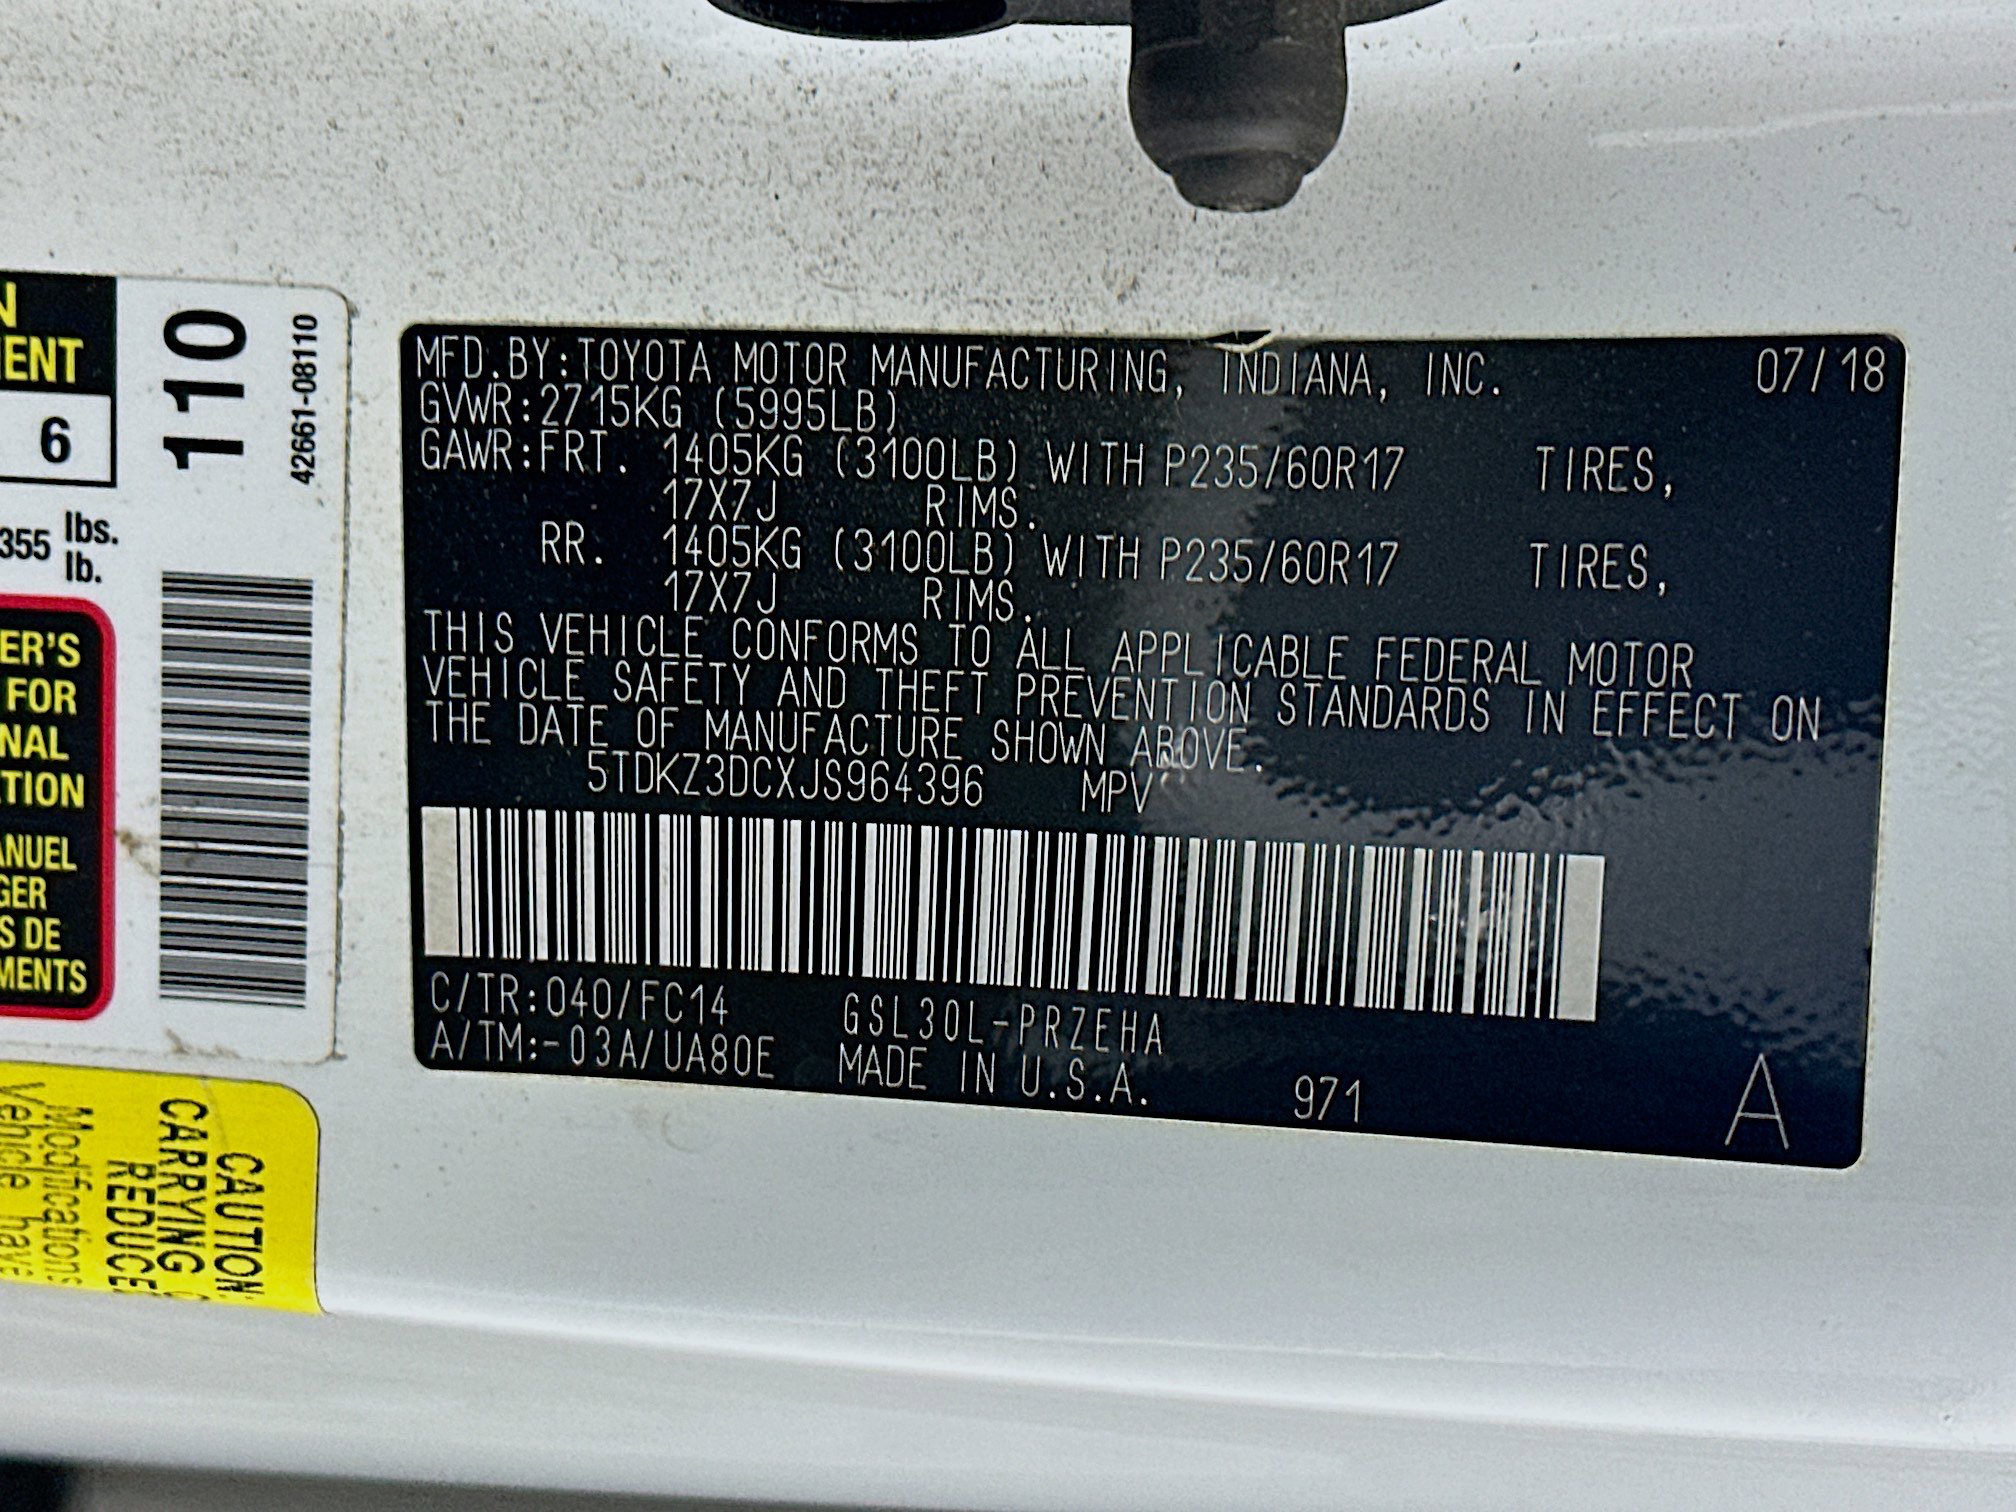 MFD.BY:TOYOTA MOTOR MANUFACTURING, INDIANA, INC. 07/18
GVWR:2715KG (5995LB)
GAWR:FRT. 1405KG (3100LB) WITH P235/60R17 TIRES,
17X7J RIMS.
RR. 1405KG (3100LB) WITH P235/60R17 TIRES,
17X7J RIMS.
THIS VEHICLE CONFORMS TO ALL APPLICABLE FEDERAL MOTOR
VEHICLE SAFETY AND THEFT PREVENTION STANDARDS IN EFFECT ON
THE DATE OF MANUFACTURE SHOWN ABOVE.
5TDKZ3DCXJS964396 MPV
C/TR:040/FC14 GSL30L-PRZEHA
A/TM:-03A/UA80E MADE IN U.S.A. 971 A
N
MENT
6
355 lbs.
lb.
110
42661-08110
ER'S
FOR
NAL
TION
ANUEL
GER
S DE
MENTS
CAUTION:
CARRYING
REDUCE
Modifications
Vehicle have